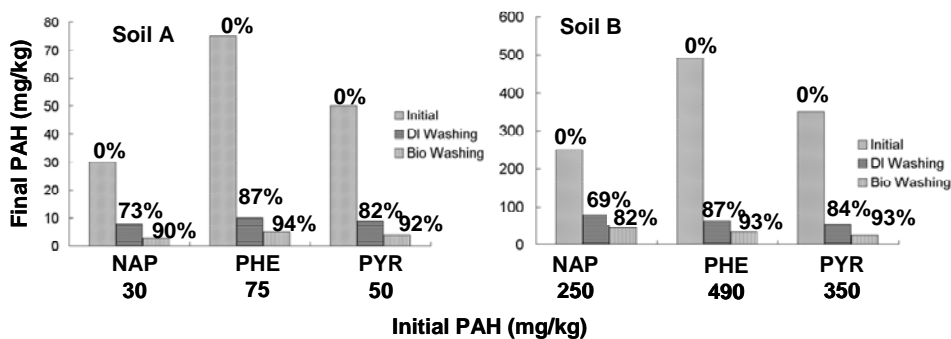 Final PAH (mg/kg)
Soil A
80
70
60
50
40
30
20
10
0
0%
73%
90%
0%
87%
94%
0%
82%
92%
Initial
DI Washing
Bio Washing
NAP PHE PYR
30 75 50
Soil B
600
500
400
300
200
100
0
0%
69%
82%
0%
87%
93%
0%
84%
93%
Initial
DI Washing
Bio Washing
NAP PHE PYR
250 490 350
Initial PAH (mg/kg)